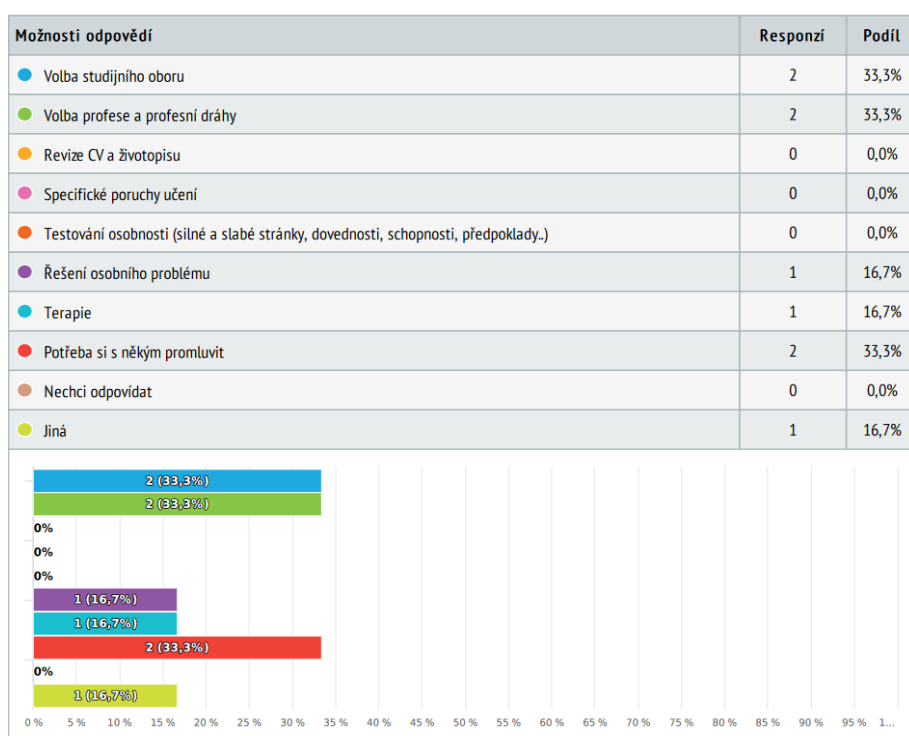 Možnosti odpovědí Responzí Podíl
Volba studijního oboru 2 33,3%
Volba profese a profesní dráhy 2 33,3%
Revize CV a životopisu 0 0,0%
Specifické poruchy učení 0 0,0%
Testování osobnosti (silné a slabé stránky, dovednosti, schopnosti, předpoklady..) 0 0,0%
Řešení osobního problému 1 16,7%
Terapie 1 16,7%
Potřeba si s někým promluvit 2 33,3%
Nechci odpovídat 0 0,0%
Jiná 1 16,7%
2 (33,3%)
2 (33,3%)
0%
0%
0%
1 (16,7%)
1 (16,7%)
2 (33,3%)
0%
1 (16,7%)
0 % 5 % 10 % 15 % 20 % 25 % 30 % 35 % 40 % 45 % 50 % 55 % 60 % 65 % 70 % 75 % 80 % 85 % 90 % 95 % 1...